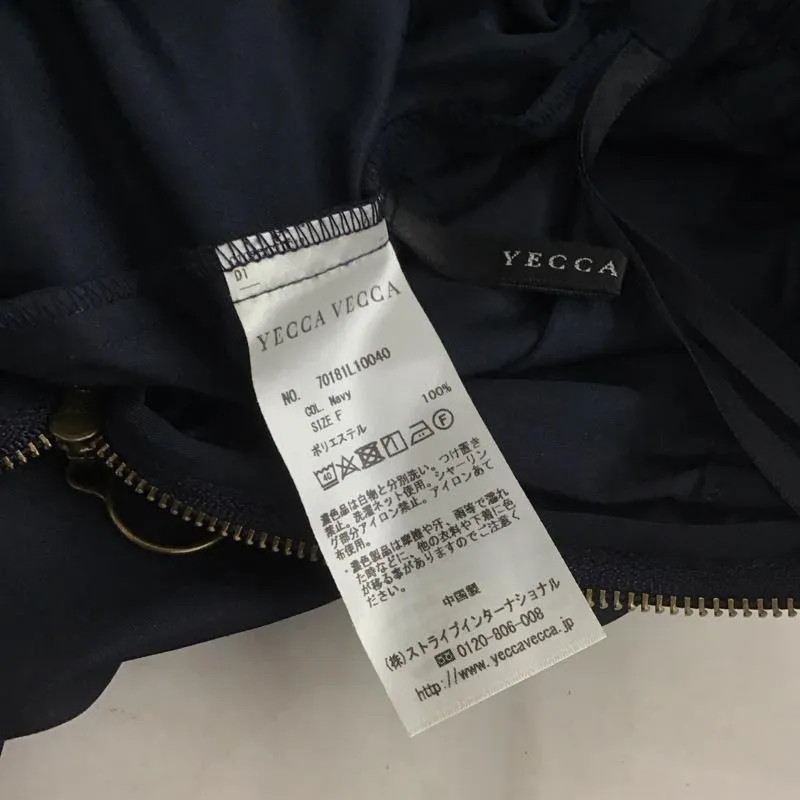 YECCA
D1
YECCA VECCA
NO. 70181L10040
COL. Navy
SIZE F
ポリエステル 100%
40 F
濃色品は白物と分別洗い。つけ置き
禁止。洗濯ネット使用。シャーリン
グ部分アイロン禁止。アイロンあて
布使用。
・濃色製品は摩擦や汗、雨等で濡れ
た時などに、他の衣料や下着に色
が移る事がありますのでご注意く
ださい。
中国製
(株)ストライプインターナショナル
0120-806-008
http://www.yeccavecca.jp